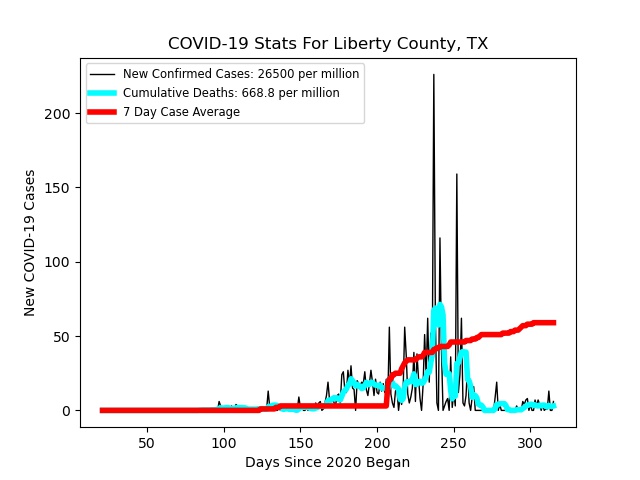 COVID-19 Stats For Liberty County, TX
New Confirmed Cases: 26500 per million
Cumulative Deaths: 668.8 per million
7 Day Case Average
New COVID-19 Cases
200
150
100
50
0
50 100 150 200 250 300
Days Since 2020 Began